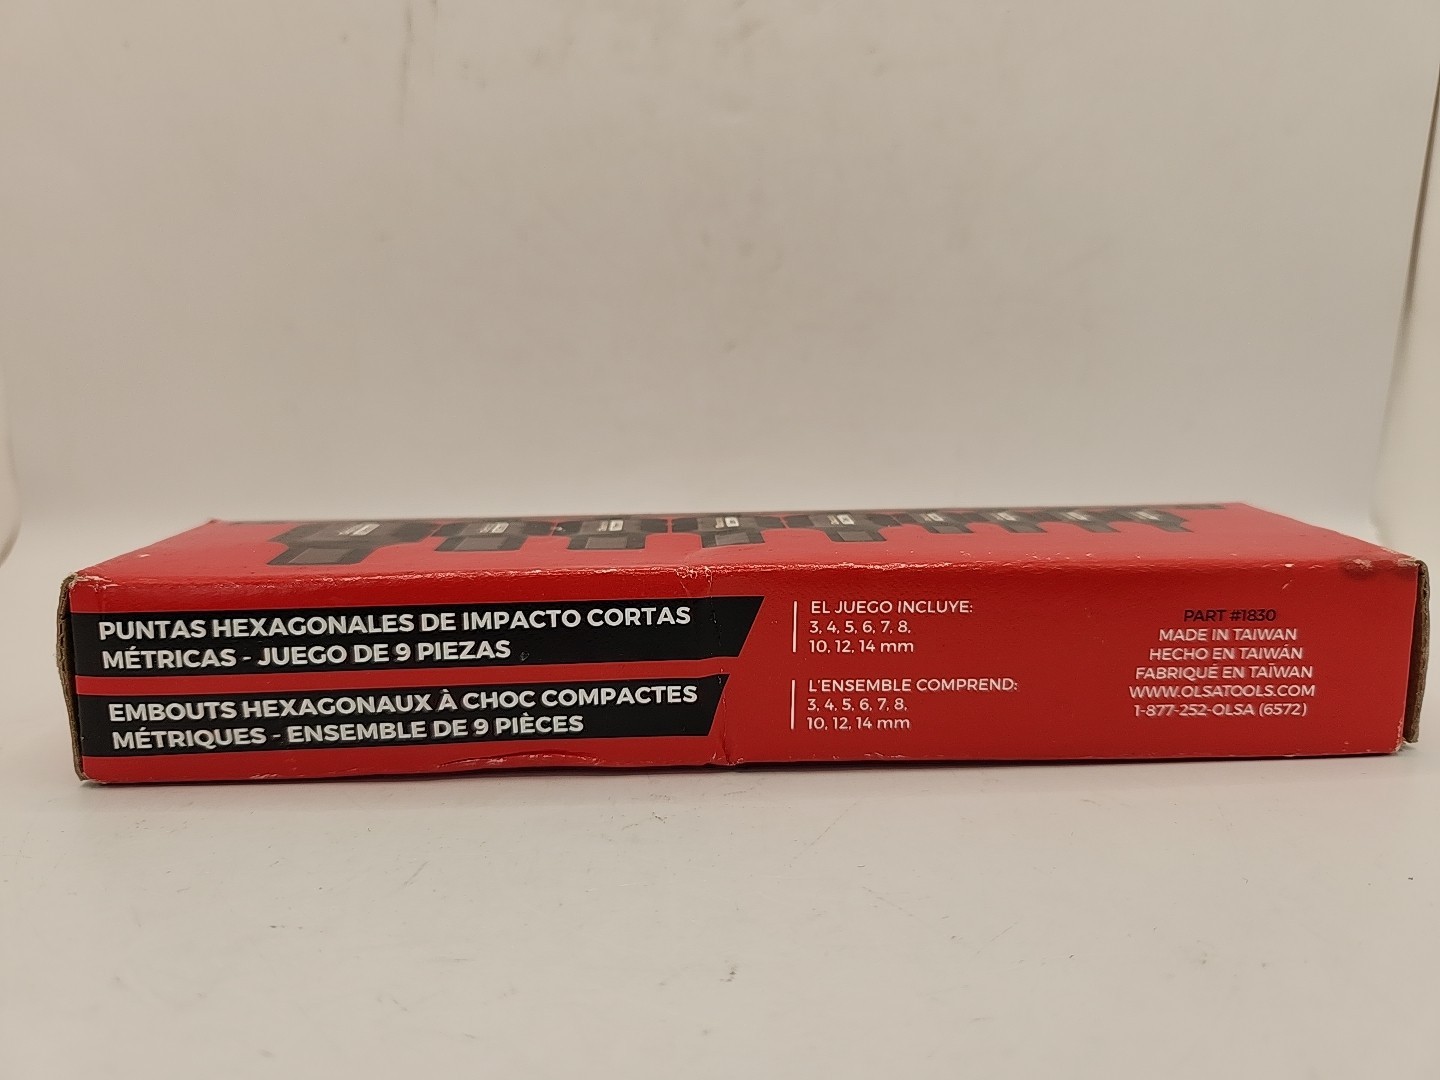 PUNTAS HEXAGONALES DE IMPACTO CORTAS
MÉTRICAS - JUEGO DE 9 PIEZAS
EMBOUTS HEXAGONAUX À CHOC COMPACTES
MÉTRIQUES - ENSEMBLE DE 9 PIÈCES
EL JUEGO INCLUYE:
3, 4, 5, 6, 7, 8,
10, 12, 14 mm
L'ENSEMBLE COMPREND:
3, 4, 5, 6, 7, 8,
10, 12, 14 mm
PART #1830
MADE IN TAIWAN
HECHO EN TAIWÁN
FABRIQUÉ EN TAÏWAN
WWW.OLSATOOLS.COM
1-877-252-OLSA (6572)